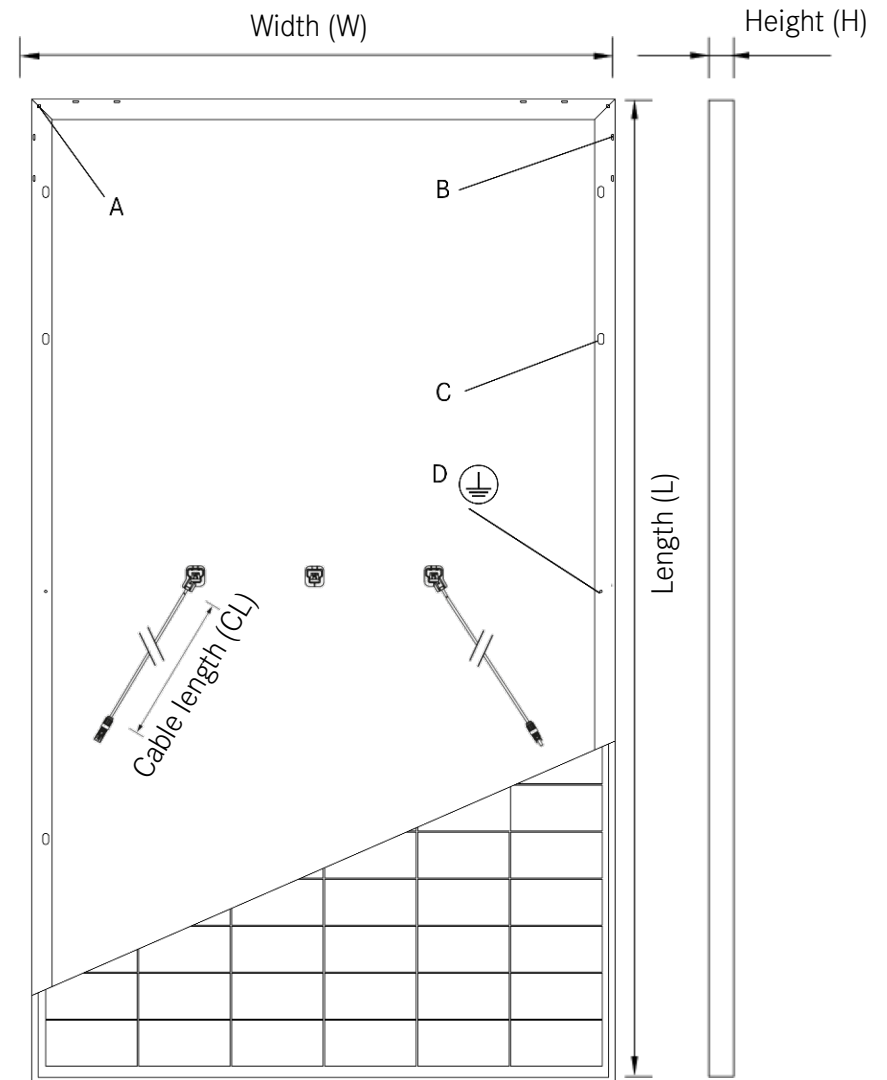 Width (W)
Height (H)
A
B
C
D
Length (L)
Cable length (CL)